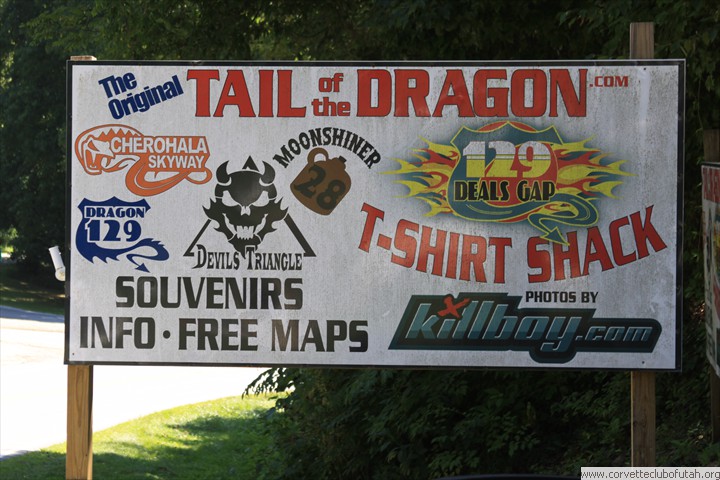 The Original TAIL of the DRAGON .COM
CHEROHALA SKYWAY
MOONSHINER
28
129
DEALS GAP
DRAGON
129
DEVILS TRIANGLE
T-SHIRT SHACK
SOUVENIRS
INFO · FREE MAPS
PHOTOS BY
killboy.com
www.corvetteclubofutah.org